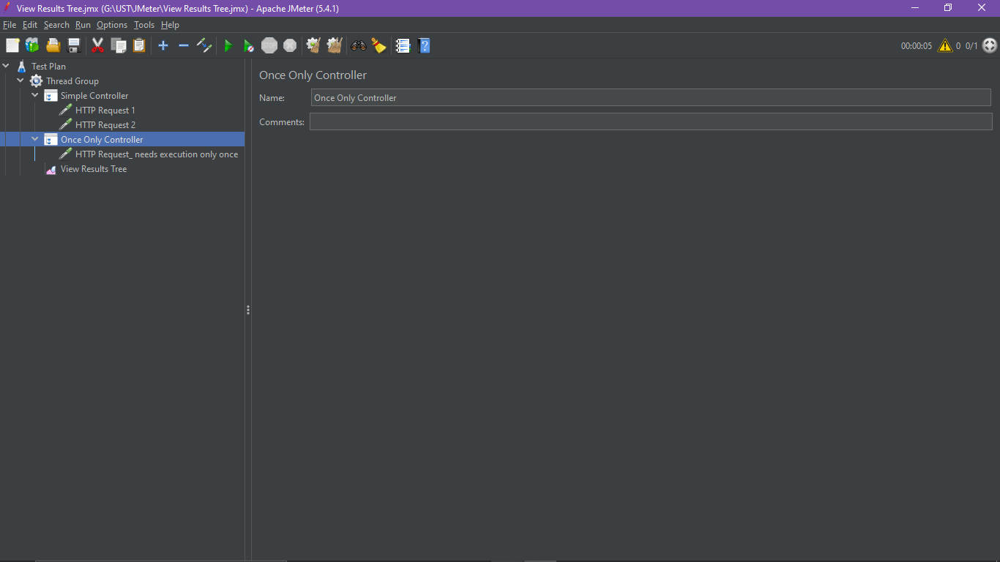 View Results Tree.jmx (G:\UST\JMeter\View Results Tree.jmx) - Apache JMeter (5.4.1)
File Edit Search Run Options Tools Help
STOP 00:00:05 0 0/1
Test Plan
Thread Group
Simple Controller
HTTP Request 1
HTTP Request 2
Once Only Controller
HTTP Request_ needs execution only once
View Results Tree
Once Only Controller
Name: Once Only Controller
Comments: